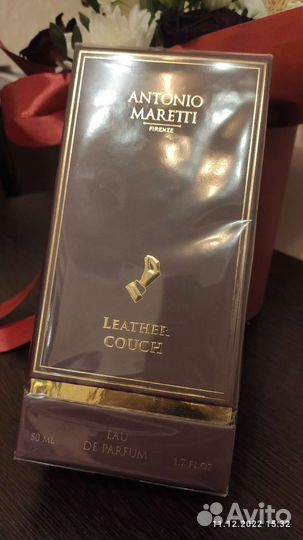 ANTONIO
MARETTI
FIRENZE
LEATHER
COUCH
50 ML
EAU
DE PARFUM
1.7 FL.OZ
11.12.2022 15:32
Avito